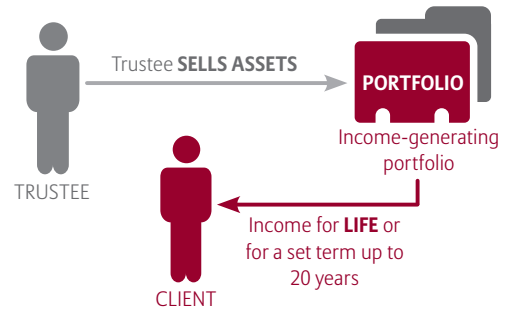 Trustee SELLS ASSETS
PORTFOLIO
Income-generating
portfolio
TRUSTEE
Income for LIFE or
for a set term up to
20 years
CLIENT